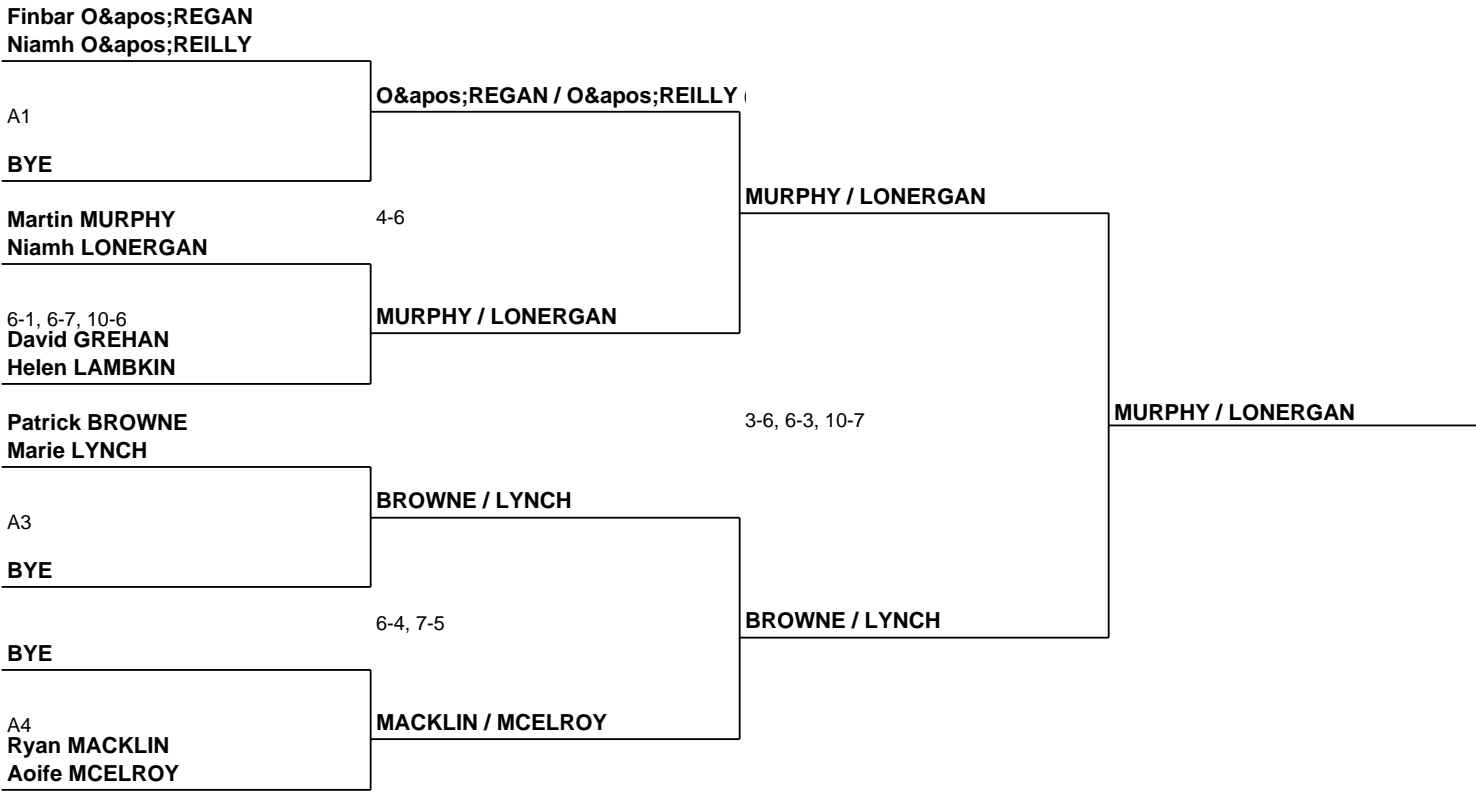 Finbar O&apos;REGAN
Niamh O&apos;REILLY
A1
BYE
Martin MURPHY
Niamh LONERGAN
6-1, 6-7, 10-6
David GREHAN
Helen LAMBKIN
Patrick BROWNE
Marie LYNCH
A3
BYE
BYE
A4
Ryan MACKLIN
Aoife MCELROY
O&apos;REGAN / O&apos;REILLY (
4-6
MURPHY / LONERGAN
BROWNE / LYNCH
6-4, 7-5
MACKLIN / MCELROY
MURPHY / LONERGAN
3-6, 6-3, 10-7
BROWNE / LYNCH
MURPHY / LONERGAN